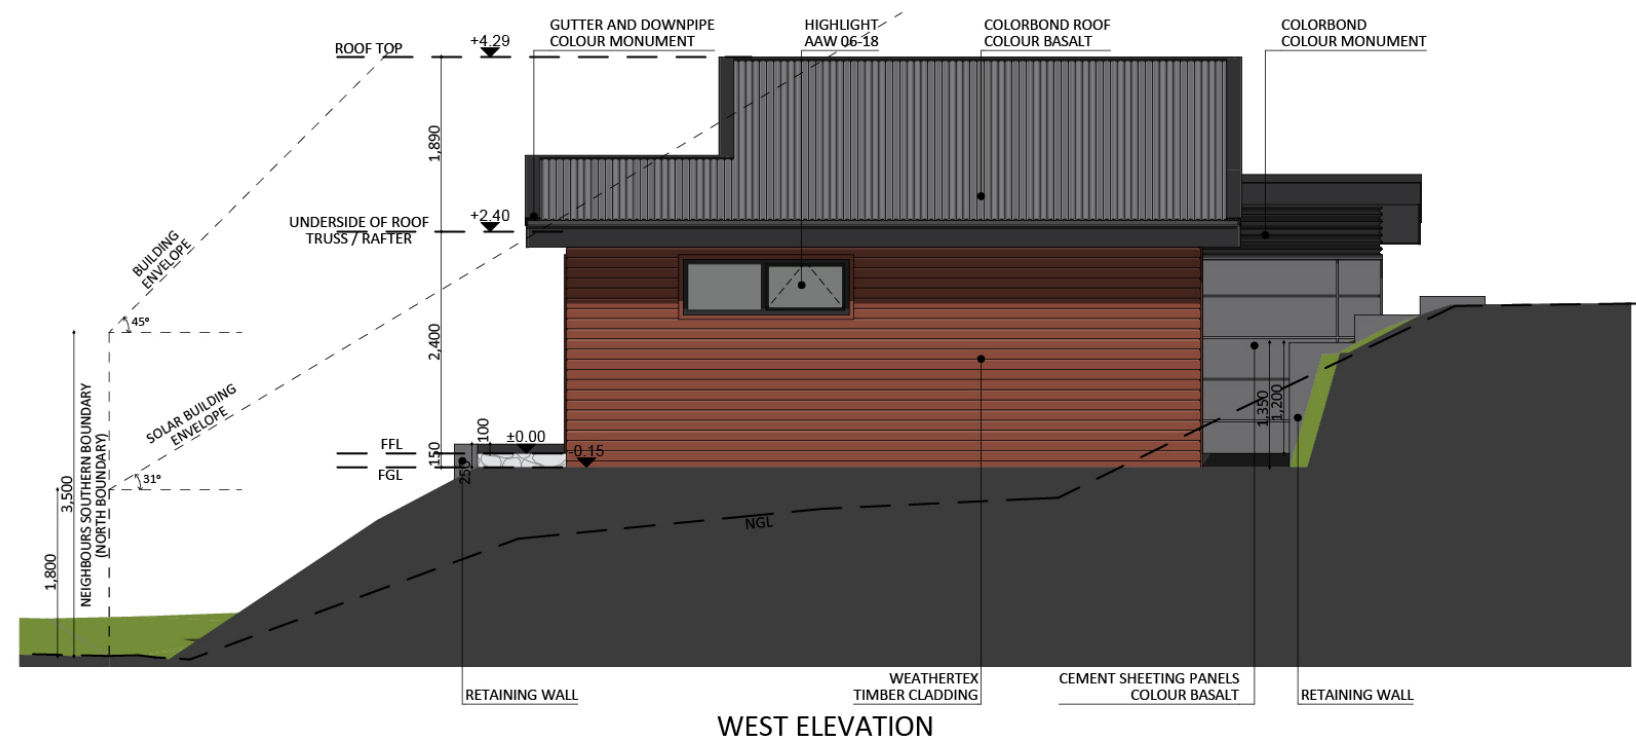 GUTTER AND DOWNPIPE
COLOUR MONUMENT
HIGHLIGHT
AAW 06-18
COLORBOND ROOF
COLOUR BASALT
COLORBOND
COLOUR MONUMENT
ROOF TOP
+4.29
1,890
UNDERSIDE OF ROOF
TRUSS / RAFTER
+2.40
BUILDING
ENVELOPE
45°
2,400
SOLAR BUILDING
ENVELOPE
31°
FFL
FGL
150
250
100
±0.00
-0.15
1,350
1,200
3,500
1,800
NEIGHBOURS SOUTHERN BOUNDARY
(NORTH BOUNDARY)
NGL
RETAINING WALL
WEATHERTEX
TIMBER CLADDING
CEMENT SHEETING PANELS
COLOUR BASALT
RETAINING WALL
WEST ELEVATION